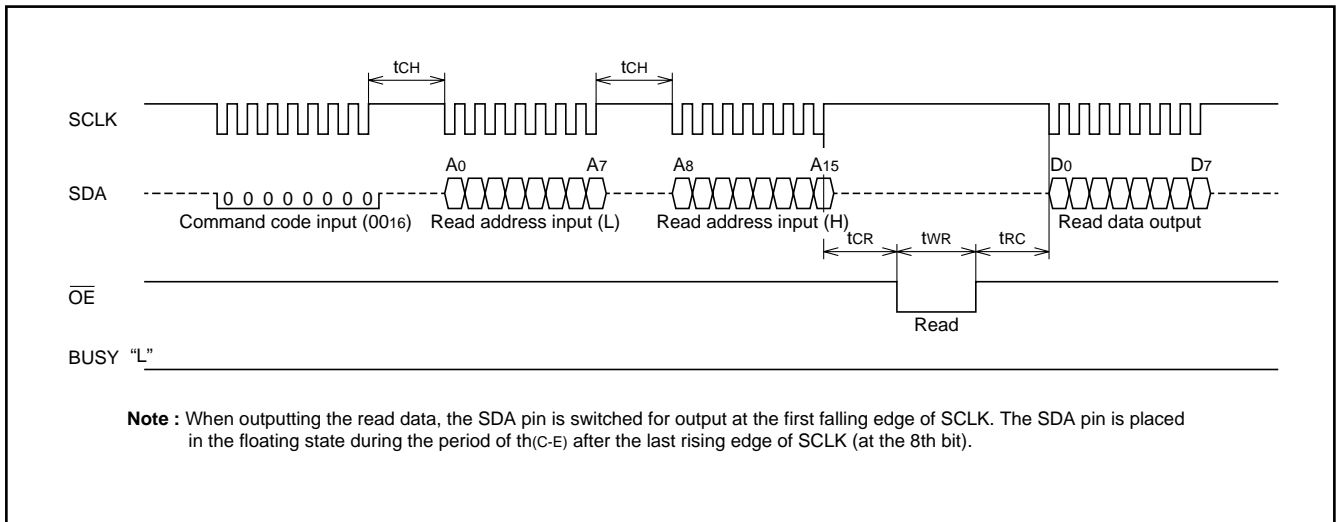 tCH tCH
SCLK
A0 A7 A8 A15 D0 D7
SDA
0 0 0 0 0 0 0 0
Command code input (0016) Read address input (L) Read address input (H) Read data output
tCR tWR tRC
OE
Read
BUSY “L”
Note : When outputting the read data, the SDA pin is switched for output at the first falling edge of SCLK. The SDA pin is placed
in the floating state during the period of th(C-E) after the last rising edge of SCLK (at the 8th bit).